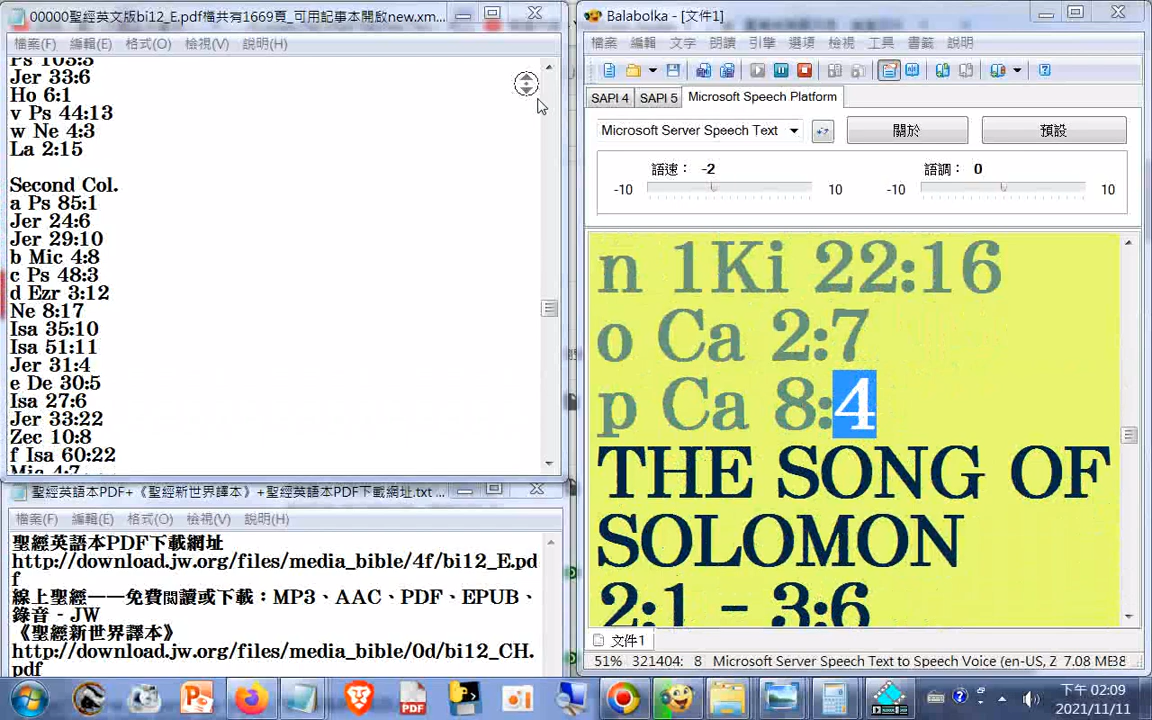 00000聖經英文版bi12_E.pdf檔共有1669頁_可用記事本開啟new.xm...
檔案(F) 編輯(E) 格式(O) 檢視(V) 說明(H)
Ps 103:3
Jer 33:6
Ho 6:1
v Ps 44:13
w Ne 4:3
La 2:15
Second Col.
a Ps 85:1
Jer 24:6
Jer 29:10
b Mic 4:8
c Ps 48:3
d Ezr 3:12
Ne 8:17
Isa 35:10
Isa 51:11
Jer 31:4
e De 30:5
Isa 27:6
Jer 33:22
Zec 10:8
f Isa 60:22
Mic 4:7
聖經英語本PDF+《聖經新世界譯本》+聖經英語本PDF下載網址.txt ...
檔案(F) 編輯(E) 格式(O) 檢視(V) 說明(H)
聖經英語本PDF下載網址
http://download.jw.org/files/media_bible/4f/bi12_E.pd
f
線上聖經——免費閱讀或下載：MP3、AAC、PDF、EPUB、
錄音 - JW
《聖經新世界譯本》
http://download.jw.org/files/media_bible/0d/bi12_CH.
pdf
Balabolka - [文件1]
檔案 編輯 文字 朗讀 引擎 選項 檢視 工具 書籤 說明
SAPI 4 SAPI 5 Microsoft Speech Platform
Microsoft Server Speech Text 關於 預設
語速： -2 語調： 0
-10 10 -10 10
n 1Ki 22:16
o Ca 2:7
p Ca 8:4
THE SONG OF
SOLOMON
2:1 - 3:6
文件1
51% 321404: 8 Microsoft Server Speech Text to Speech Voice (en-US, Z 7.08 MB
下午 02:09
2021/11/11